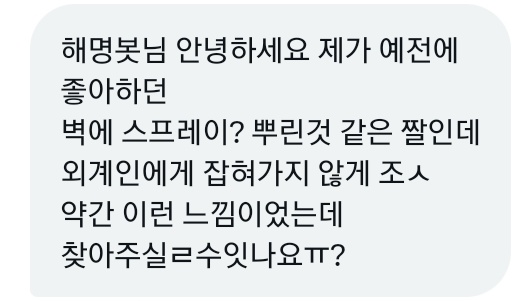 해명봇님 안녕하세요 제가 예전에
좋아하던
벽에 스프레이? 뿌린것 같은 짤인데
외계인에게 잡혀가지 않게 조ㅅ
약간 이런 느낌이었는데
찾아주실ㄹ수잇나요ㅠ?